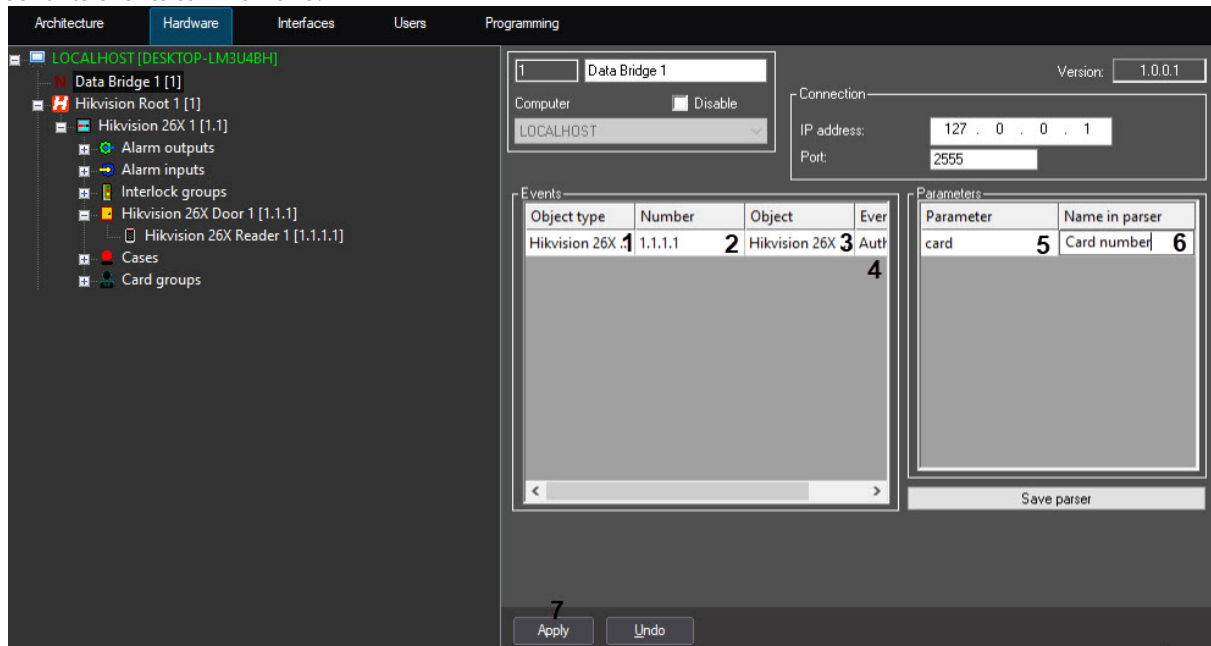 Architecture Hardware Interfaces Users Programming
LOCALHOST [DESKTOP-LM3U4BH]
N Data Bridge 1 [1]
H Hikvision Root 1 [1]
Hikvision 26X 1 [1.1]
Alarm outputs
Alarm inputs
Interlock groups
Hikvision 26X Door 1 [1.1.1]
Hikvision 26X Reader 1 [1.1.1.1]
Cases
Card groups
1 Data Bridge 1
Version: 1.0.0.1
Computer Disable
LOCALHOST
Connection
IP address: 127 . 0 . 0 . 1
Port: 2555
Events
Object type Number Object Ever
Hikvision 26X .. 1 1.1.1.1 2 Hikvision 26X 3 Auth
4
Parameters
Parameter Name in parser
card 5 Card number 6
Save parser
7
Apply Undo